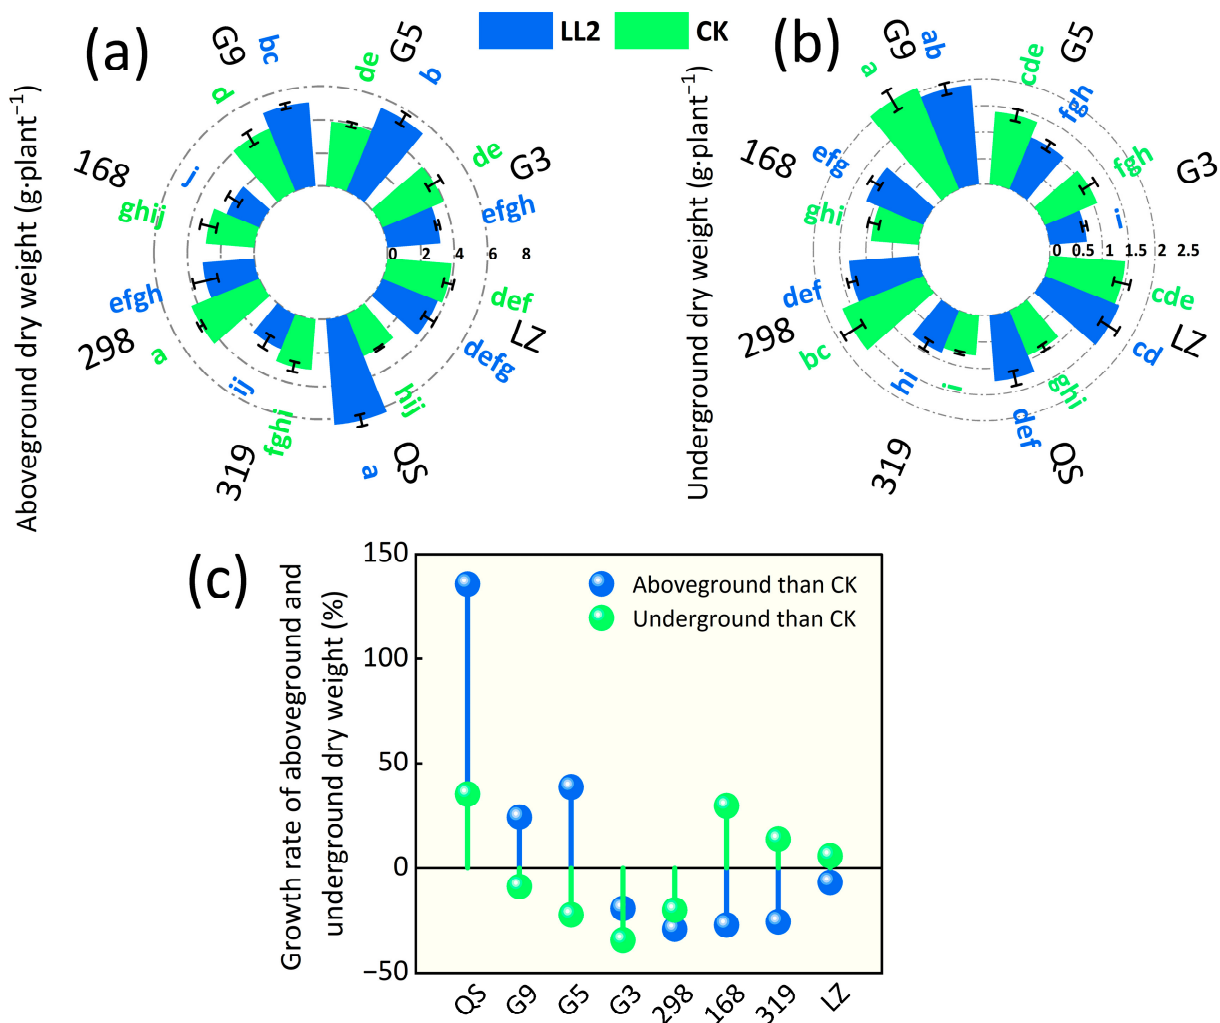 (a)
LL2
CK
(b)
Aboveground dry weight (g·plant⁻¹)
G9
bc
de
G5
b
d
168
j
de
G3
ghij
efgh
0 2 4 6 8
efgh
298
a
def
LZ
defg
ij
fghi
319
hij
QS
a
Underground dry weight (g·plant⁻¹)
G9
ab
cde
G5
a
fgh
168
efg
fgh
G3
ghi
i
0 0.5 1 1.5 2 2.5
def
298
bc
cde
LZ
cd
hi
i
ghi
319
def
QS
(c)
Growth rate of aboveground and
underground dry weight (%)
150
100
50
0
−50
Aboveground than CK
Underground than CK
QS G9 G5 G3 298 168 319 LZ